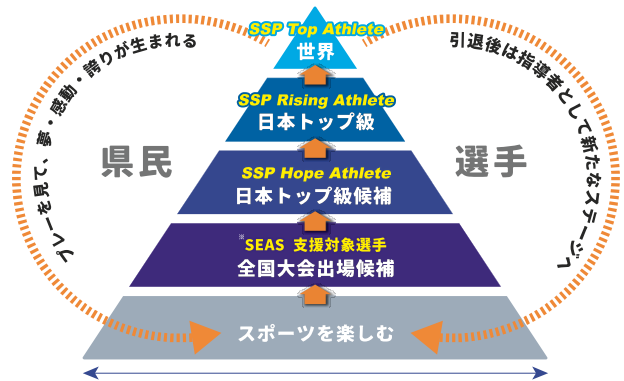 SSP Top Athlete
世界
SSP Rising Athlete
日本トップ級
SSP Hope Athlete
日本トップ級候補
※SEAS 支援対象選手
全国大会出場候補
スポーツを楽しむ
県民
選手
プレーを見て、夢・感動・誇りが生まれる
引退後は指導者として新たなステージへ